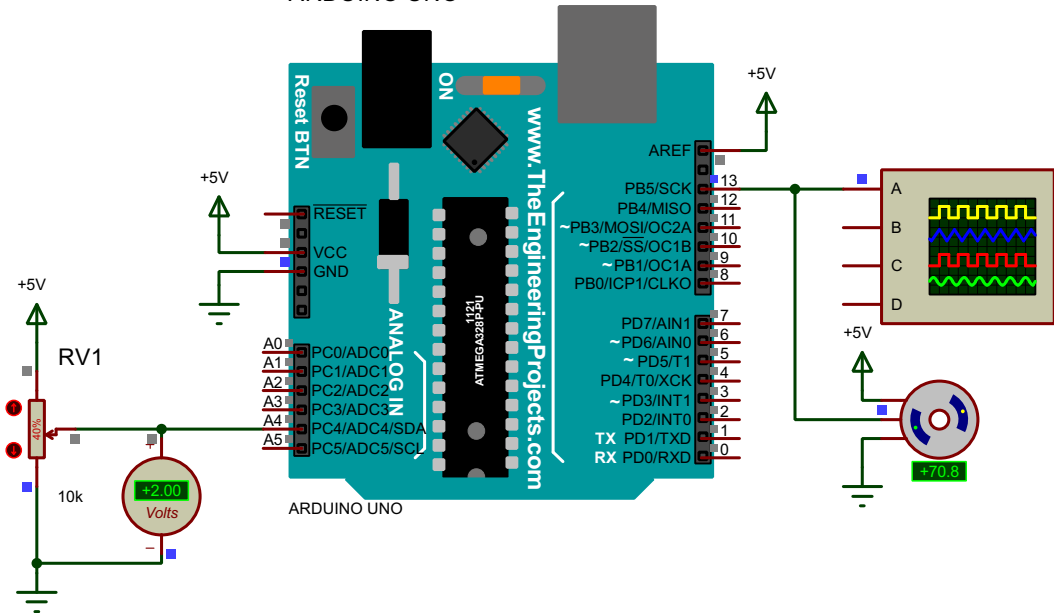 ARDUINO UNO
+5V
+5V
+5V
+5V
Reset BTN
ON
www.TheEngineeringProjects.com
ANALOG IN
1121
ATMEGA328P-PU
RESET
VCC
GND
A0 PC0/ADC0
A1 PC1/ADC1
A2 PC2/ADC2
A3 PC3/ADC3
A4 PC4/ADC4/SDA
A5 PC5/ADC5/SCL
AREF
PB5/SCK 13
PB4/MISO 12
~PB3/MOSI/OC2A 11
~PB2/SS/OC1B 10
~PB1/OC1A 9
PB0/ICP1/CLKO 8
PD7/AIN1 7
~PD6/AIN0 6
~PD5/T1 5
PD4/T0/XCK 4
~PD3/INT1 3
PD2/INT0 2
TX PD1/TXD 1
RX PD0/RXD 0
ARDUINO UNO
RV1
40%
10k
+
+2.00
Volts
−
A
B
C
D
+70.8